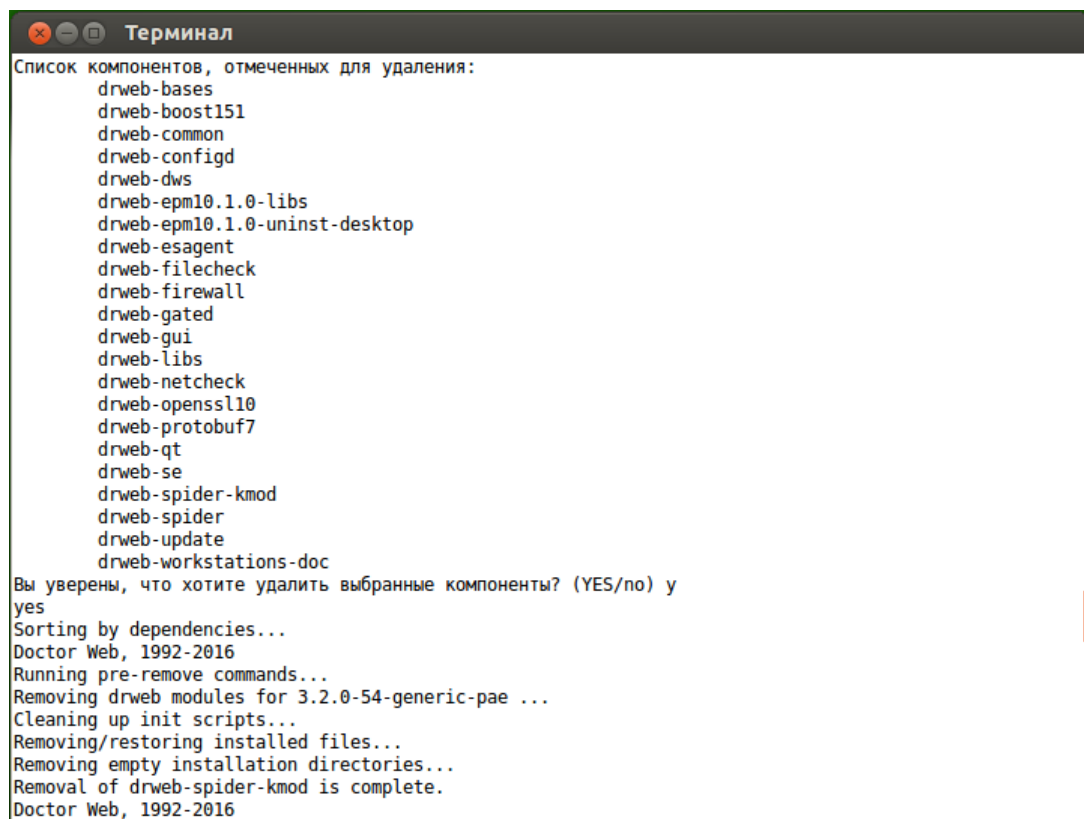 Терминал
Список компонентов, отмеченных для удаления:
drweb-bases
drweb-boost151
drweb-common
drweb-configd
drweb-dws
drweb-epm10.1.0-libs
drweb-epm10.1.0-uninst-desktop
drweb-esagent
drweb-filecheck
drweb-firewall
drweb-gated
drweb-gui
drweb-libs
drweb-netcheck
drweb-openssl10
drweb-protobuf7
drweb-qt
drweb-se
drweb-spider-kmod
drweb-spider
drweb-update
drweb-workstations-doc
Вы уверены, что хотите удалить выбранные компоненты? (YES/no) y
yes
Sorting by dependencies...
Doctor Web, 1992-2016
Running pre-remove commands...
Removing drweb modules for 3.2.0-54-generic-pae ...
Cleaning up init scripts...
Removing/restoring installed files...
Removing empty installation directories...
Removal of drweb-spider-kmod is complete.
Doctor Web, 1992-2016